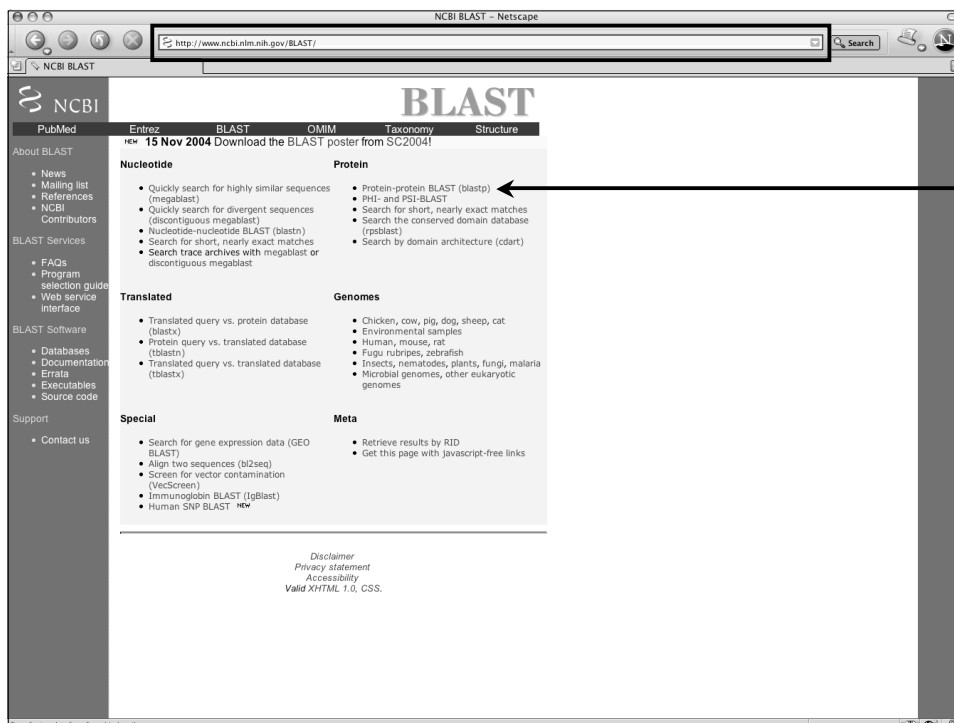 NCBI BLAST – Netscape
http://www.ncbi.nlm.nih.gov/BLAST/
Search
N
NCBI BLAST
NCBI
BLAST
PubMed Entrez BLAST OMIM Taxonomy Structure
NEW 15 Nov 2004 Download the BLAST poster from SC2004!
About BLAST
• News
• Mailing list
• References
• NCBI
Contributors
BLAST Services
• FAQs
• Program
selection guide
• Web service
interface
BLAST Software
• Databases
• Documentation
• Errata
• Executables
• Source code
Support
• Contact us
Nucleotide
• Quickly search for highly similar sequences
(megablast)
• Quickly search for divergent sequences
(discontiguous megablast)
• Nucleotide-nucleotide BLAST (blastn)
• Search for short, nearly exact matches
• Search trace archives with megablast or
discontiguous megablast
Protein
• Protein-protein BLAST (blastp)
• PHI- and PSI-BLAST
• Search for short, nearly exact matches
• Search the conserved domain database
(rpsblast)
• Search by domain architecture (cdart)
Translated
• Translated query vs. protein database
(blastx)
• Protein query vs. translated database
(tblastn)
• Translated query vs. translated database
(tblastx)
Genomes
• Chicken, cow, pig, dog, sheep, cat
• Environmental samples
• Human, mouse, rat
• Fugu rubripes, zebrafish
• Insects, nematodes, plants, fungi, malaria
• Microbial genomes, other eukaryotic
genomes
Special
• Search for gene expression data (GEO
BLAST)
• Align two sequences (bl2seq)
• Screen for vector contamination
(VecScreen)
• Immunoglobin BLAST (IgBlast)
• Human SNP BLAST NEW
Meta
• Retrieve results by RID
• Get this page with javascript-free links
Disclaimer
Privacy statement
Accessibility
Valid XHTML 1.0, CSS.